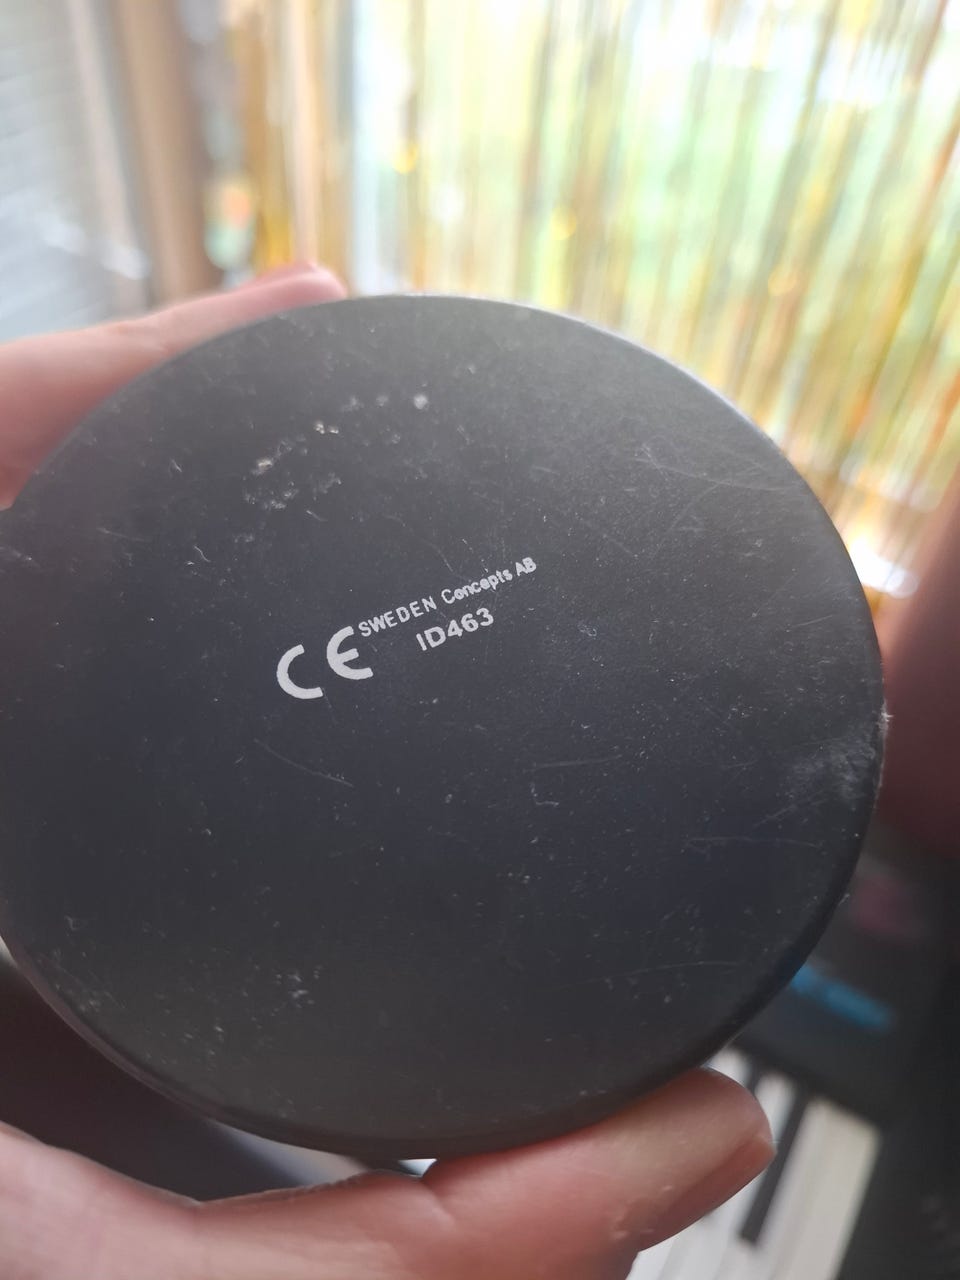 CE SWEDEN Concepts AB
ID463